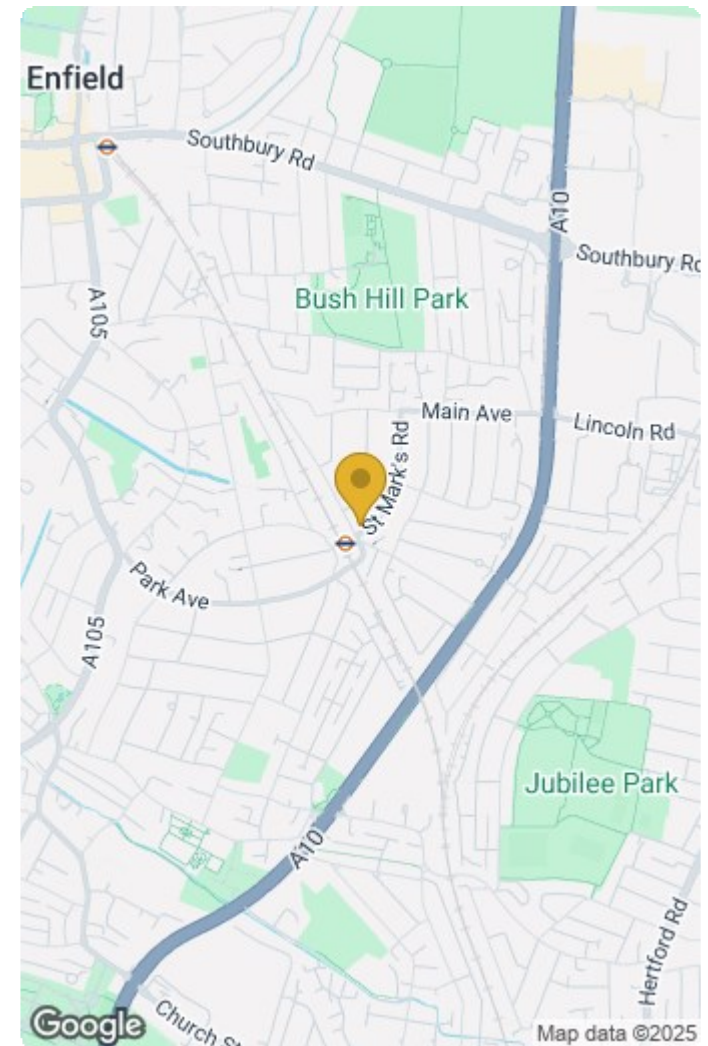 Enfield
Southbury Rd
A10
Southbury Rd
A105
Bush Hill Park
Main Ave
Lincoln Rd
St Mark's Rd
Park Ave
A105
Jubilee Park
A10
Hertford Rd
Church St
Google
Map data ©2025